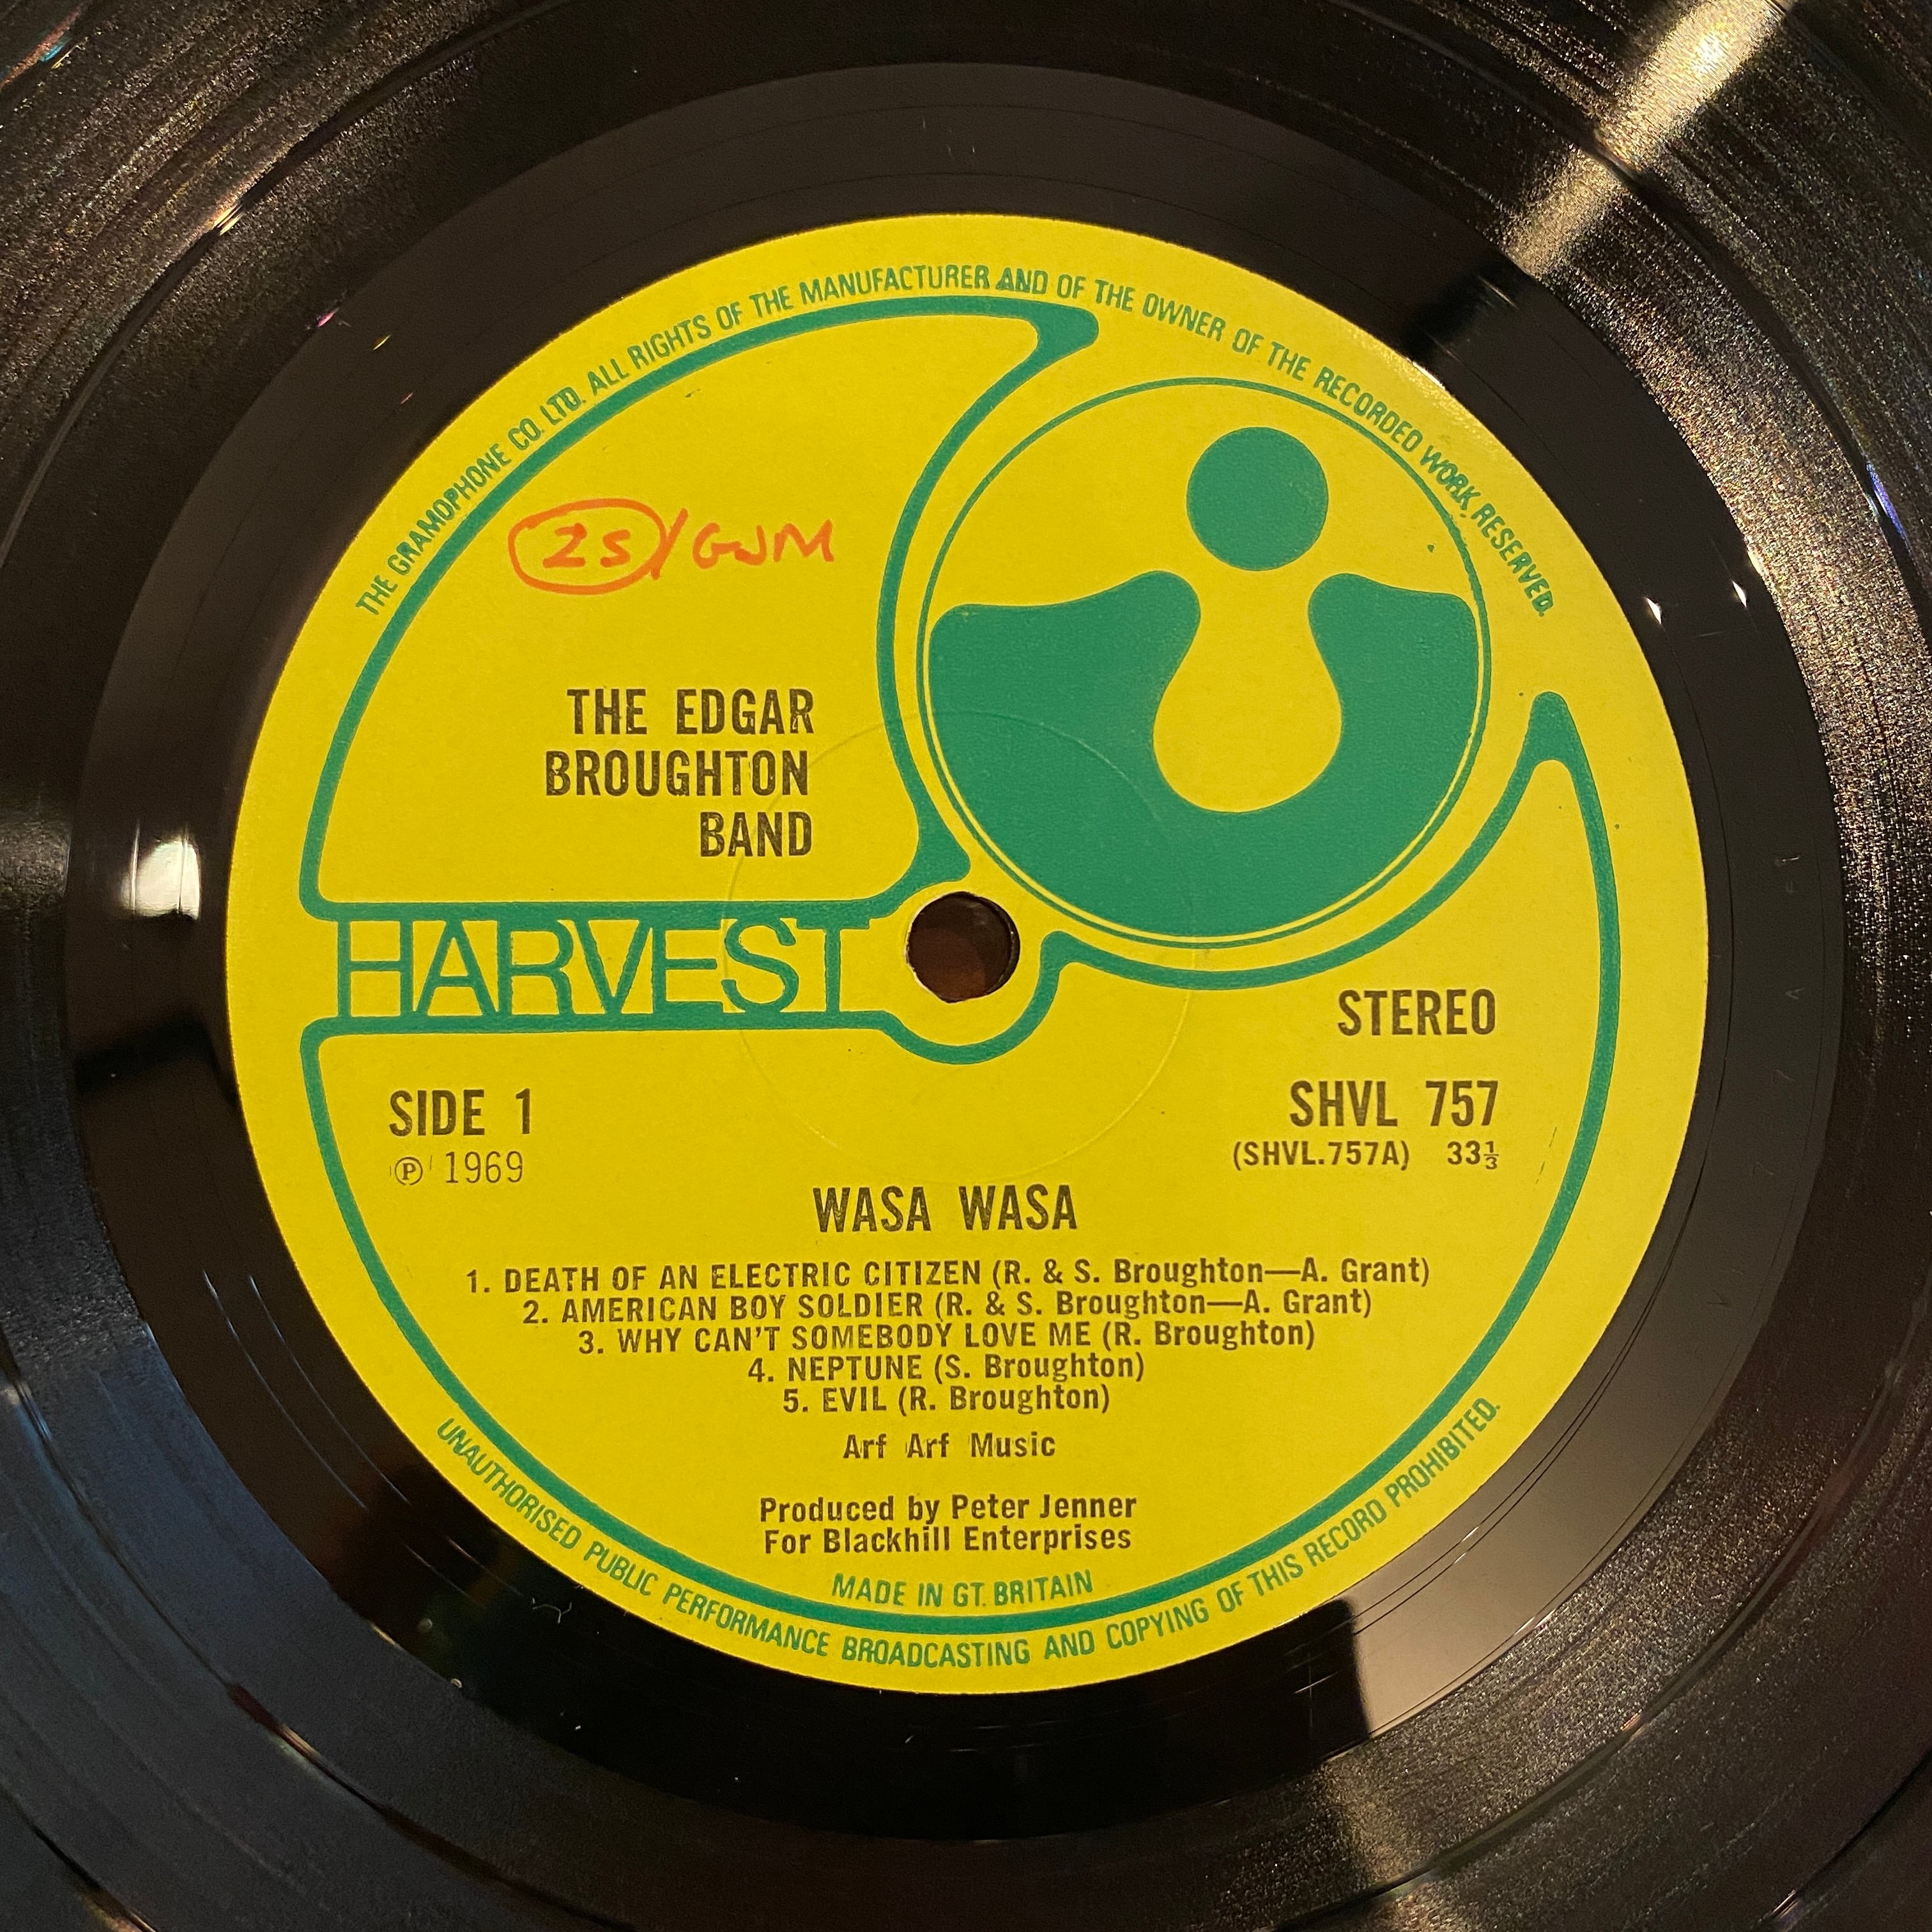 THE GRAMOPHONE CO. LTD. ALL RIGHTS OF THE MANUFACTURER AND OF THE OWNER OF THE RECORDED WORK RESERVED.
2s/GJM
THE EDGAR
BROUGHTON
BAND
HARVEST
STEREO
SIDE 1
SHVL 757
℗ 1969
(SHVL.757A) 33⅓
WASA WASA
1. DEATH OF AN ELECTRIC CITIZEN (R. & S. Broughton—A. Grant)
2. AMERICAN BOY SOLDIER (R. & S. Broughton—A. Grant)
3. WHY CAN'T SOMEBODY LOVE ME (R. Broughton)
4. NEPTUNE (S. Broughton)
5. EVIL (R. Broughton)
Arf Arf Music
Produced by Peter Jenner
For Blackhill Enterprises
MADE IN GT. BRITAIN
UNAUTHORISED PUBLIC PERFORMANCE BROADCASTING AND COPYING OF THIS RECORD PROHIBITED.